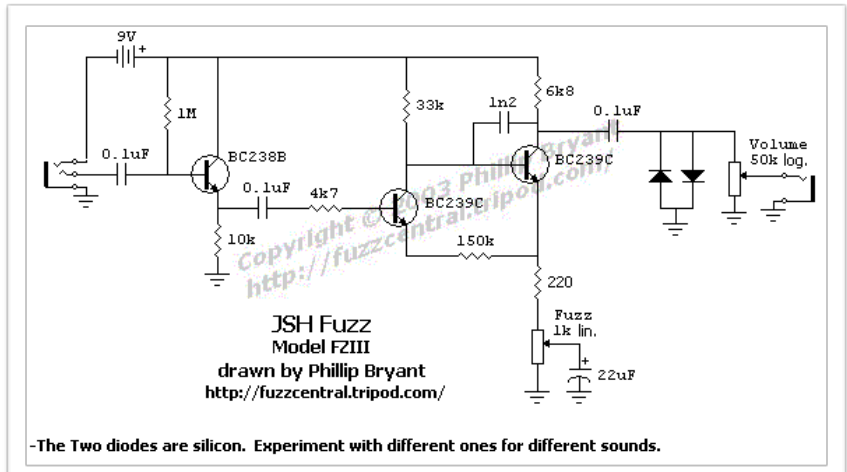 9V
+
1M
33k
1n2
6k8
0.1uF
0.1uF
BC238B
BC239C
Volume
50k log.
0.1uF
4k7
BC239C
10k
150k
220
Copyright © 2003 Phillip Bryant
http://fuzzcentral.tripod.com/
Fuzz
1k lin.
+
22uF
JSH Fuzz
Model FZIII
drawn by Phillip Bryant
http://fuzzcentral.tripod.com/
-The Two diodes are silicon. Experiment with different ones for different sounds.